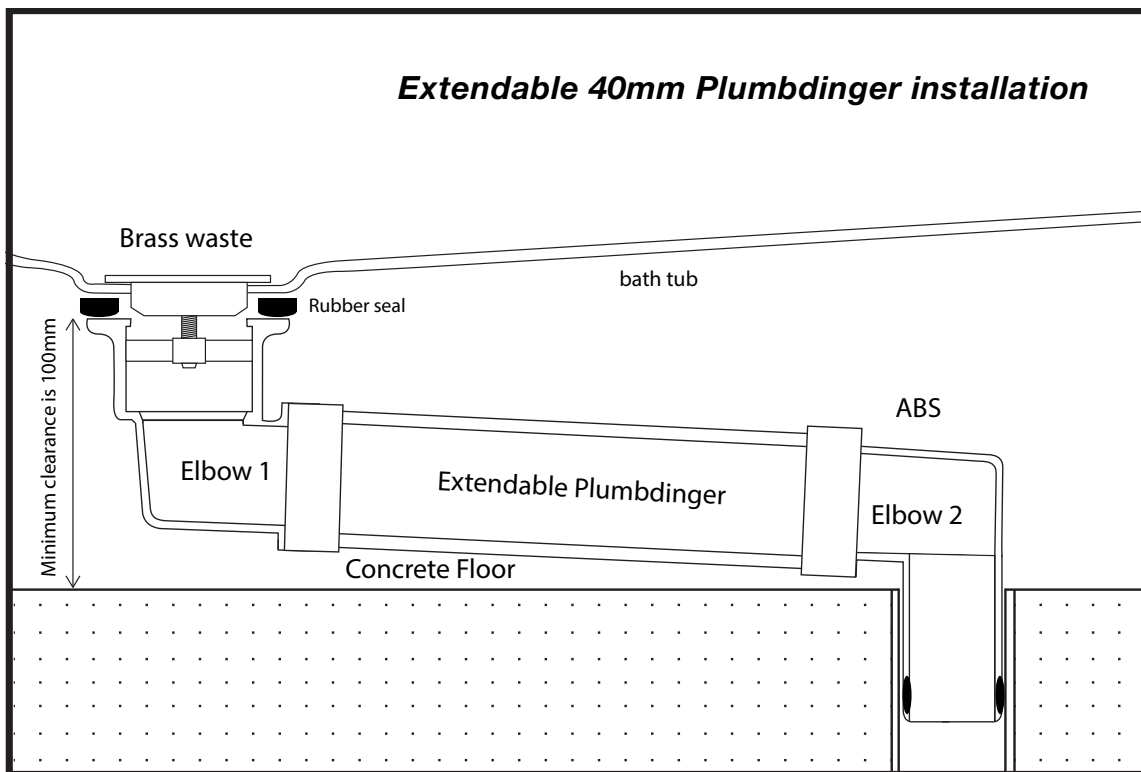 Extendable 40mm Plumbdinger installation
Brass waste
bath tub
Rubber seal
Minimum clearance is 100mm
ABS
Elbow 1
Extendable Plumbdinger
Elbow 2
Concrete Floor